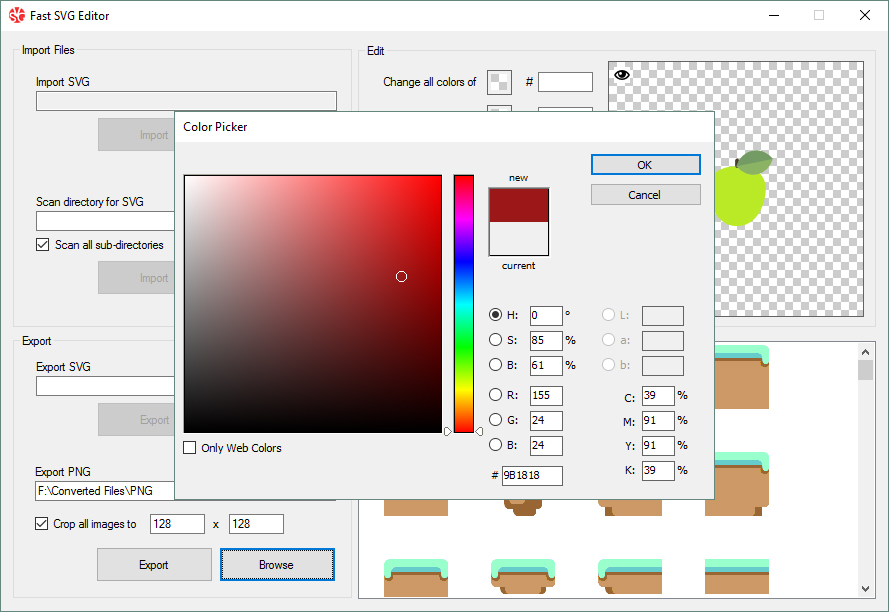 Fast SVG Editor
Import Files
Import SVG
Import
Scan directory for SVG
Scan all sub-directories
Import
Edit
Change all colors of #
Color Picker
new
current
OK
Cancel
H: 0 ° L:
S: 85 % a:
B: 61 % b:
R: 155 C: 39 %
G: 24 M: 91 %
B: 24 Y: 91 %
# 9B1818 K: 39 %
Only Web Colors
Export
Export SVG
Export
Export PNG
F:\Converted Files\PNG
Crop all images to 128 x 128
Export Browse